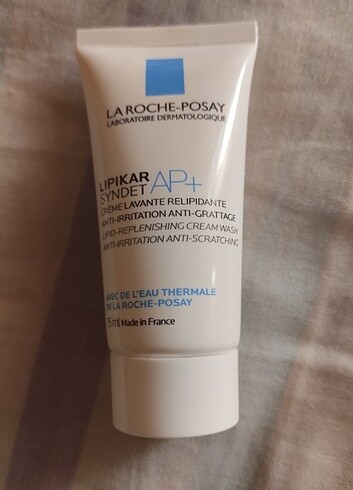 LA ROCHE-POSAY
LABORATOIRE DERMATOLOGIQUE
LIPIKAR
SYNDET AP+
CRÈME LAVANTE RELIPIDANTE
ANTI-IRRITATION ANTI-GRATTAGE
LIPID-REPLENISHING CREAM WASH
ANTI-IRRITATION ANTI-SCRATCHING
AVEC DE L'EAU THERMALE
DE LA ROCHE-POSAY
5ml Made in France